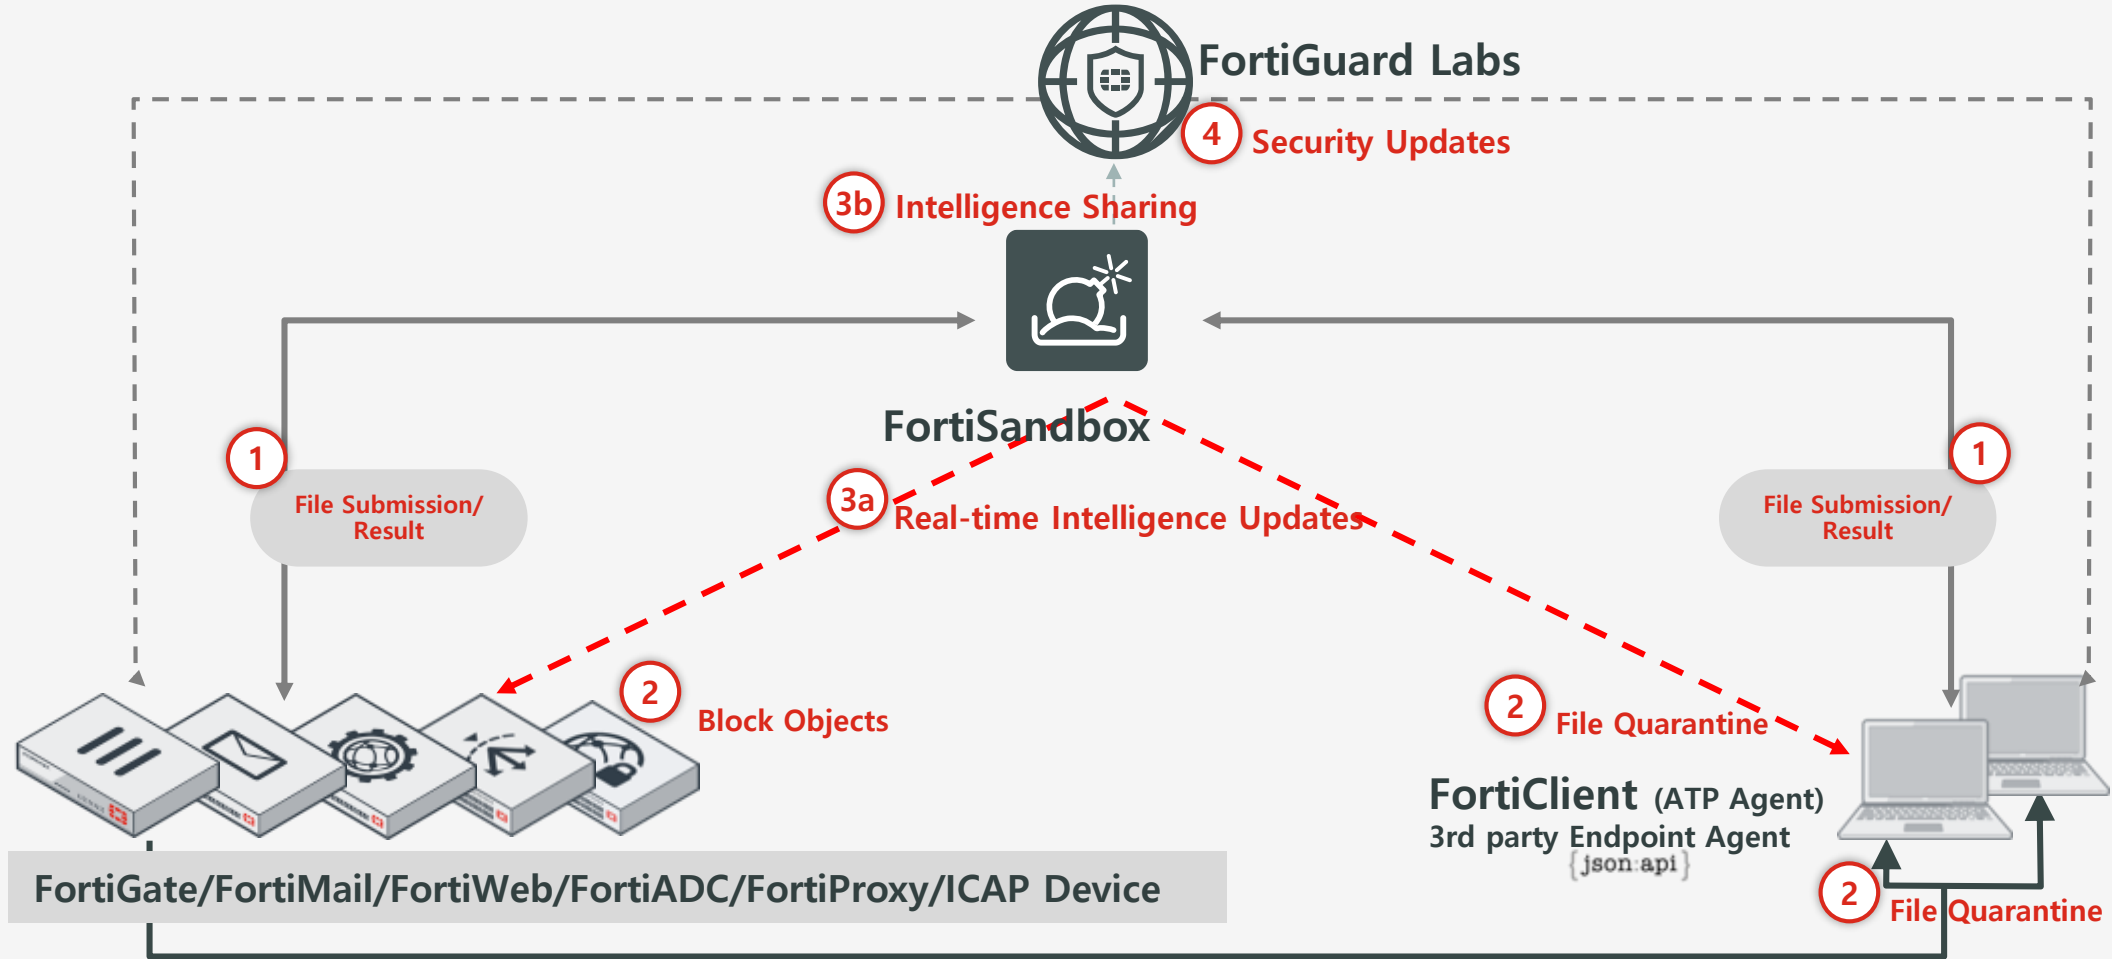 FortiGuard Labs
4 Security Updates
3b Intelligence Sharing
FortiSandbox
1
File Submission/
Result
1
File Submission/
Result
3a Real-time Intelligence Updates
2 Block Objects
2 File Quarantine
FortiClient (ATP Agent)
3rd party Endpoint Agent
{json:api}
FortiGate/FortiMail/FortiWeb/FortiADC/FortiProxy/ICAP Device
2 File Quarantine